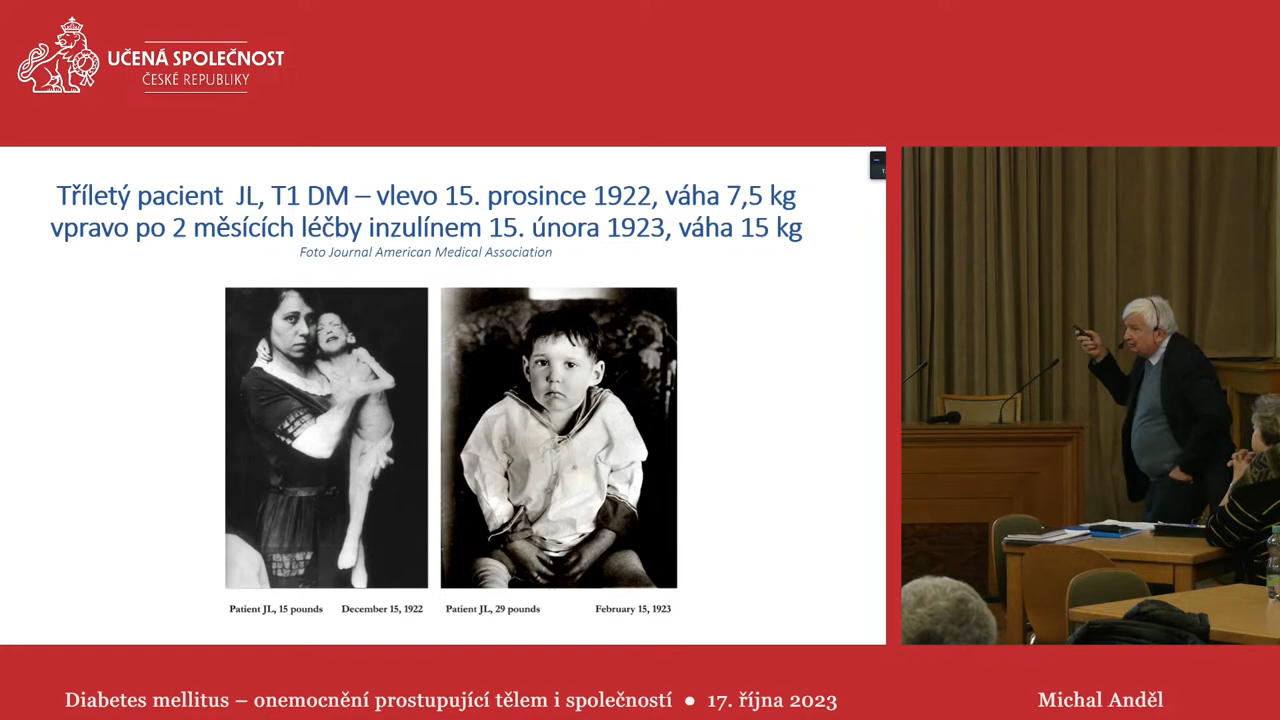 UČENÁ SPOLEČNOST
ČESKÉ REPUBLIKY
Tříletý pacient JL, T1 DM – vlevo 15. prosince 1922, váha 7,5 kg
vpravo po 2 měsících léčby inzulínem 15. února 1923, váha 15 kg
Foto Journal American Medical Association
Patient JL, 15 pounds December 15, 1922
Patient JL, 29 pounds February 15, 1923
Diabetes mellitus – onemocnění prostupující tělem i společností ● 17. října 2023
Michal Anděl